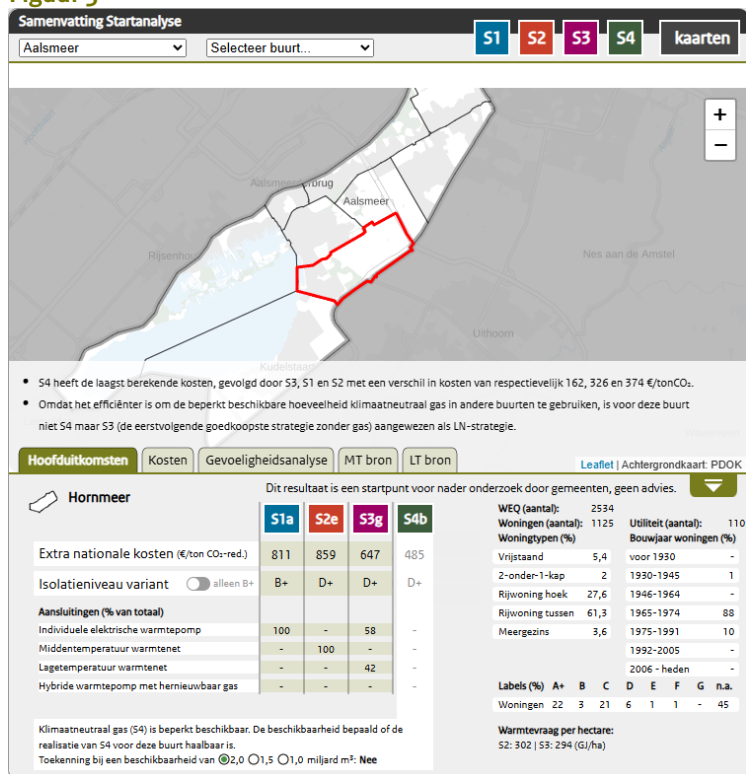 Samenvatting Startanalyse
Aalsmeer
Selecteer buurt...
S1 S2 S3 S4 kaarten
+
−
Aalsmeer
Rijsenhout
Nes aan de Amstel
Uithoorn
Kudelstaart
• S4 heeft de laagst berekende kosten, gevolgd door S3, S1 en S2 met een verschil in kosten van respectievelijk 162, 326 en 374 €/tonCO₂.
• Omdat het efficiënter is om de beperkt beschikbare hoeveelheid klimaatneutraal gas in andere buurten te gebruiken, is voor deze buurt
niet S4 maar S3 (de eerstvolgende goedkoopste strategie zonder gas) aangewezen als LN-strategie.
Hoofduitkomsten Kosten Gevoeligheidsanalyse MT bron LT bron
Leaflet | Achtergrondkaart: PDOK
Hornmeer
Dit resultaat is een startpunt voor nader onderzoek door gemeenten, geen advies.
S1a S2e S3g S4b
Extra nationale kosten (€/ton CO₂-red.) 811 859 647 485
Isolatieniveau variant alleen B+ B+ D+ D+ D+
Aansluitingen (% van totaal)
Individuele elektrische warmtepomp 100 - 58 -
Middentemperatuur warmtenet - 100 - -
Lagetemperatuur warmtenet - - 42 -
Hybride warmtepomp met hernieuwbaar gas - - - -
Klimaatneutraal gas (S4) is beperkt beschikbaar. De beschikbaarheid bepaald of de
realisatie van S4 voor deze buurt haalbaar is.
Toekenning bij een beschikbaarheid van 2,0 1,5 1,0 miljard m³: Nee
WEQ (aantal): 2534
Woningen (aantal): 1125 Utiliteit (aantal): 110
Woningtypen (%) Bouwjaar woningen (%)
Vrijstaand 5,4 voor 1930 -
2-onder-1-kap 2 1930-1945 1
Rijwoning hoek 27,6 1946-1964 -
Rijwoning tussen 61,3 1965-1974 88
Meergezins 3,6 1975-1991 10
1992-2005 -
2006 - heden -
Labels (%) A+ B C D E F G n.a.
Woningen 22 3 21 6 1 1 - 45
Warmtevraag per hectare:
S2: 302 | S3: 294 (GJ/ha)